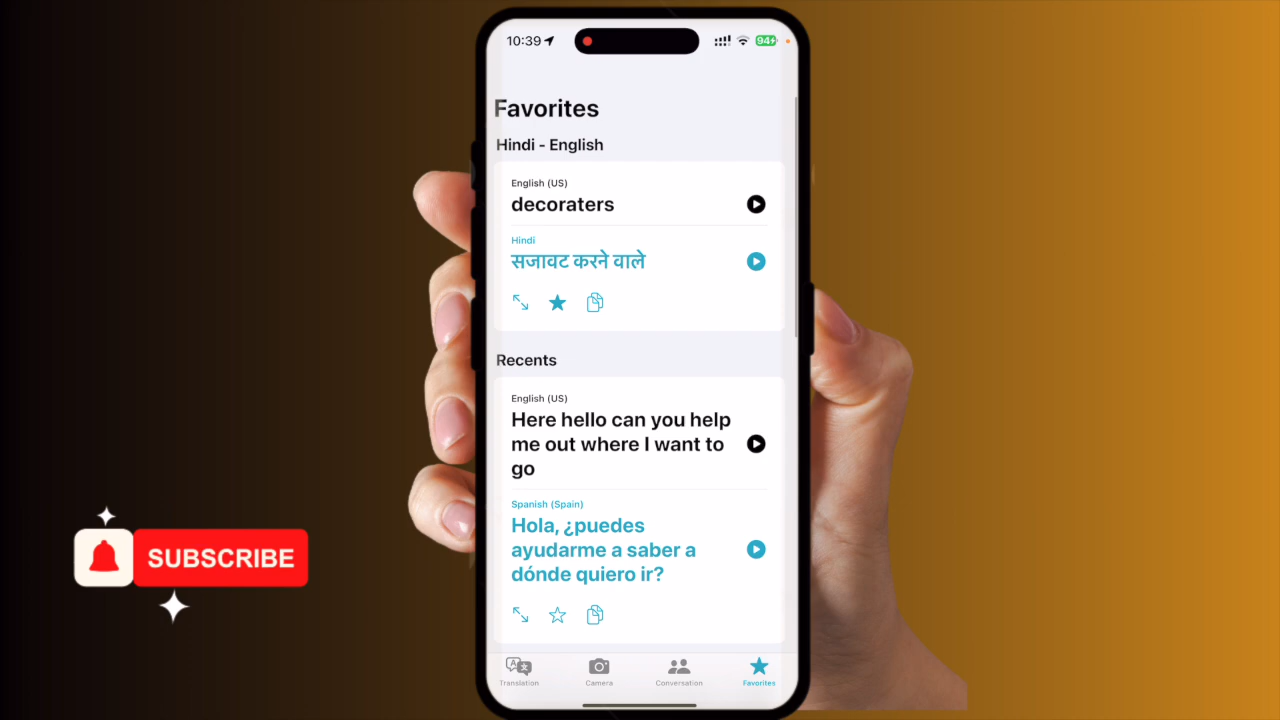 10:39
94
Favorites
Hindi - English
English (US)
decoraters
Hindi
सजावट करने वाले
Recents
English (US)
Here hello can you help
me out where I want to
go
Spanish (Spain)
Hola, ¿puedes
ayudarme a saber a
dónde quiero ir?
SUBSCRIBE
Translation
Camera
Conversation
Favorites